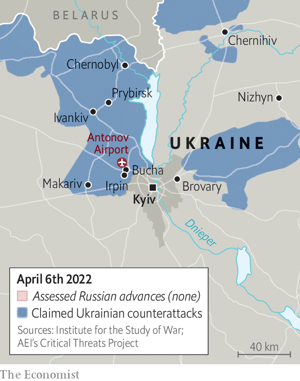 BELARUS
Chernihiv
Chernobyl
Prybirsk
Nizhyn
Ivankiv
Antonov
Airport
UKRAINE
Bucha
Makariv
Irpin
Brovary
Kyiv
Dnieper
April 6th 2022
Assessed Russian advances (none)
Claimed Ukrainian counterattacks
Sources: Institute for the Study of War;
AEI's Critical Threats Project
40 km
The Economist